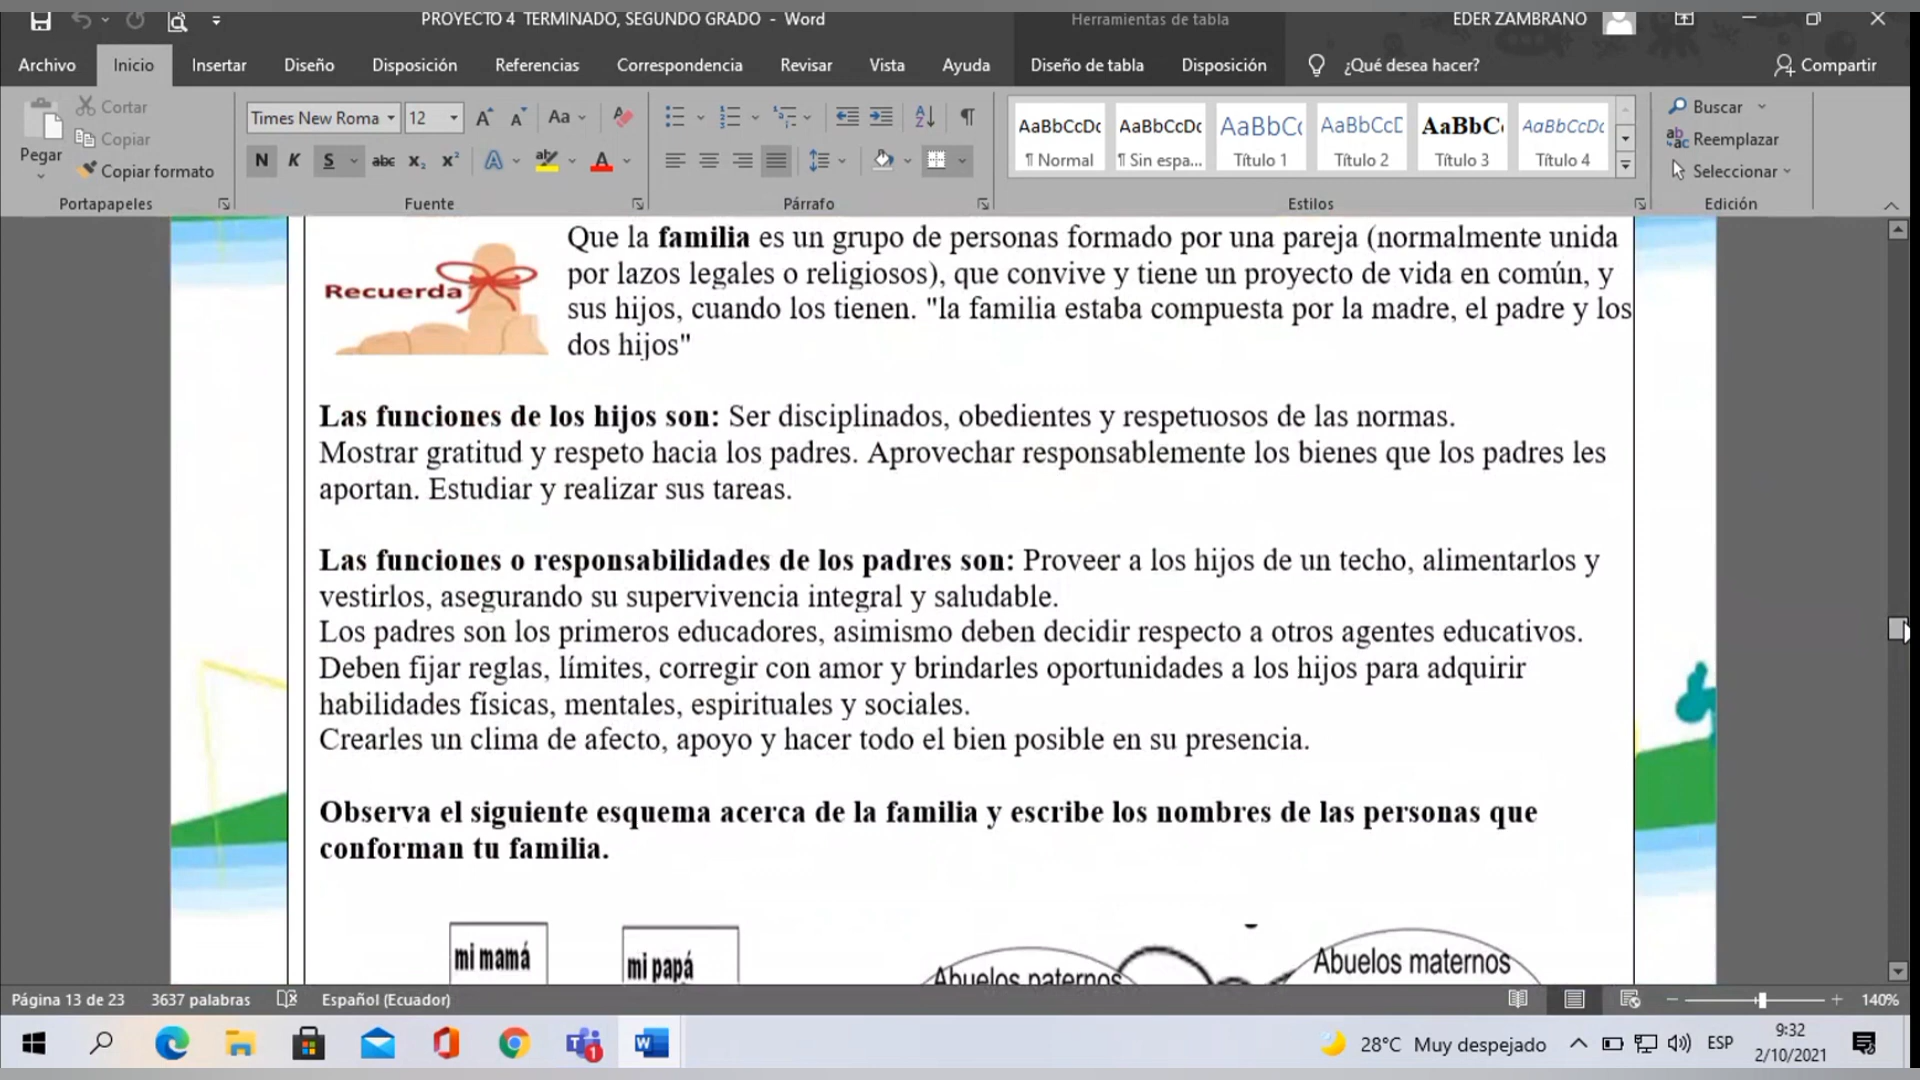 PROYECTO 4 TERMINADO, SEGUNDO GRADO - Word
Herramientas de tabla
EDER ZAMBRANO
Archivo Inicio Insertar Diseño Disposición Referencias Correspondencia Revisar Vista Ayuda Diseño de tabla Disposición ¿Qué desea hacer? Compartir
Pegar
Cortar
Copiar
Copiar formato
Portapapeles
Times New Roma 12
Aa
N K S abc x₂ x² A A
Fuente
Párrafo
AaBbCcDc AaBbCcDc AaBbC( AaBbCcE AaBbC( AaBbCcDc
¶ Normal ¶ Sin espa... Título 1 Título 2 Título 3 Título 4
Estilos
Buscar
Reemplazar
Seleccionar
Edición
Recuerda
Que la familia es un grupo de personas formado por una pareja (normalmente unida
por lazos legales o religiosos), que convive y tiene un proyecto de vida en común, y
sus hijos, cuando los tienen. "la familia estaba compuesta por la madre, el padre y los
dos hijos"
Las funciones de los hijos son: Ser disciplinados, obedientes y respetuosos de las normas.
Mostrar gratitud y respeto hacia los padres. Aprovechar responsablemente los bienes que los padres les
aportan. Estudiar y realizar sus tareas.
Las funciones o responsabilidades de los padres son: Proveer a los hijos de un techo, alimentarlos y
vestirlos, asegurando su supervivencia integral y saludable.
Los padres son los primeros educadores, asimismo deben decidir respecto a otros agentes educativos.
Deben fijar reglas, límites, corregir con amor y brindarles oportunidades a los hijos para adquirir
habilidades físicas, mentales, espirituales y sociales.
Crearles un clima de afecto, apoyo y hacer todo el bien posible en su presencia.
Observa el siguiente esquema acerca de la familia y escribe los nombres de las personas que
conforman tu familia.
mi mamá
mi papá
Abuelos paternos
Abuelos maternos
Página 13 de 23 3637 palabras Español (Ecuador) 140%
28°C Muy despejado ESP
9:32
2/10/2021